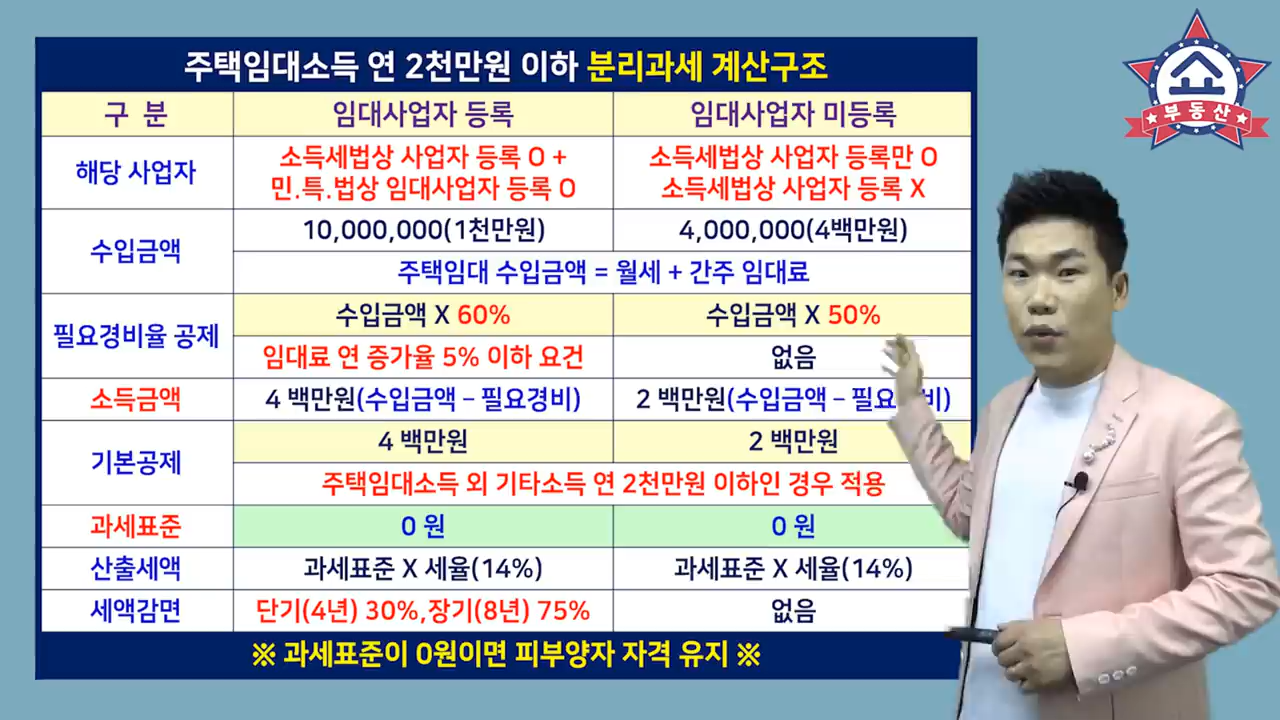 주택임대소득 연 2천만원 이하 분리과세 계산구조
부동산
구 분 임대사업자 등록 임대사업자 미등록
해당 사업자
소득세법상 사업자 등록 O +
민.특.법상 임대사업자 등록 O
소득세법상 사업자 등록만 O
소득세법상 사업자 등록 X
수입금액
10,000,000(1천만원) 4,000,000(4백만원)
주택임대 수입금액 = 월세 + 간주 임대료
필요경비율 공제
수입금액 X 60% 수입금액 X 50%
임대료 연 증가율 5% 이하 요건 없음
소득금액 4 백만원(수입금액 – 필요경비) 2 백만원(수입금액 – 비)
기본공제
4 백만원 2 백만원
주택임대소득 외 기타소득 연 2천만원 이하인 경우 적용
과세표준 0 원 0 원
산출세액 과세표준 X 세율(14%) 과세표준 X 세율(14%)
세액감면 단기(4년) 30%,장기(8년) 75% 없음
※ 과세표준이 0원이면 피부양자 자격 유지 ※